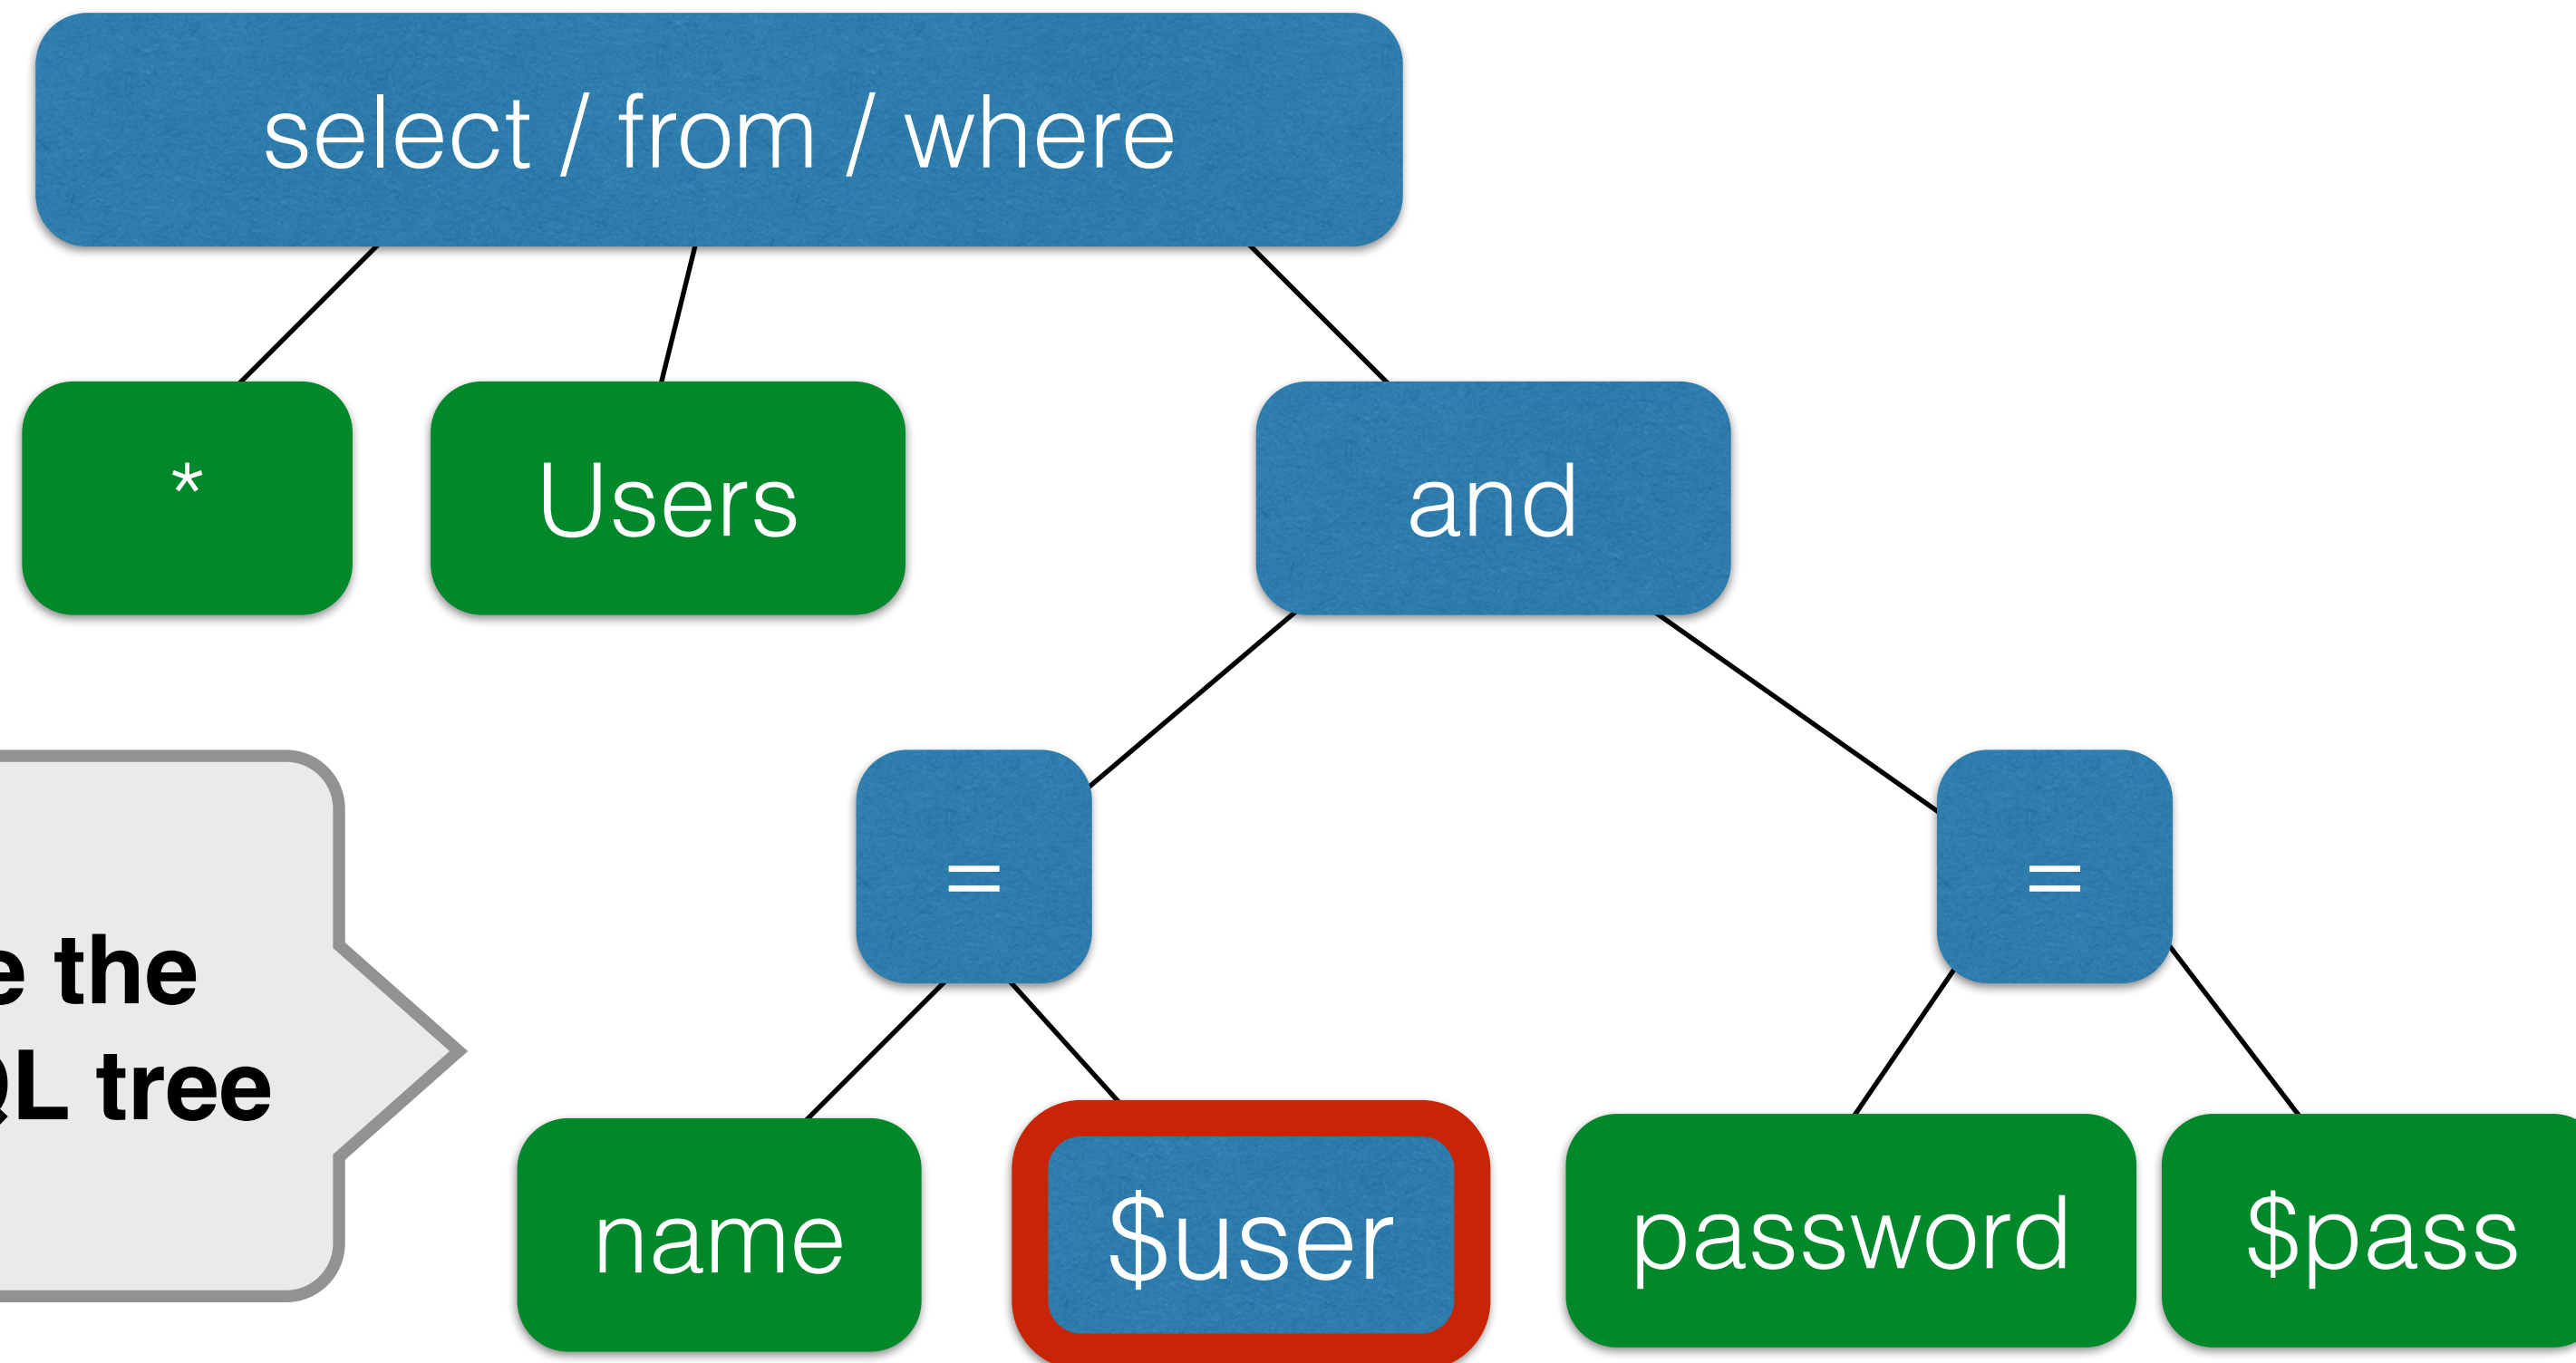 select / from / where
*
Users
and
=
=
the
tree
name
$user
password
$pass